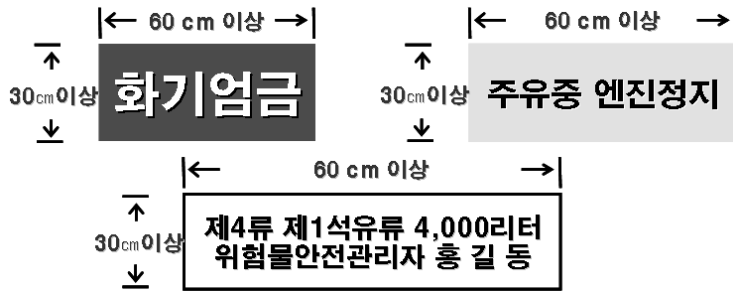 60 cm 이상
60 cm 이상
30cm이상
화기엄금
30cm이상
주유중 엔진정지
60 cm 이상
30cm이상
제4류 제1석유류 4,000리터
위험물안전관리자 홍 길 동